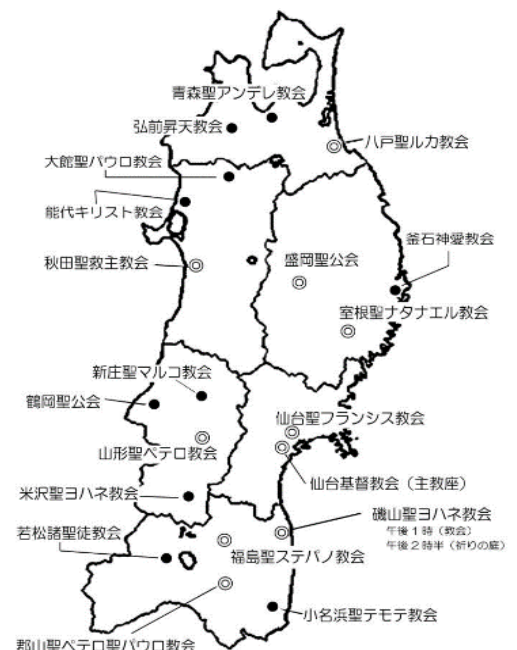 青森聖アンデレ教会
弘前昇天教会
八戸聖ルカ教会
大館聖パウロ教会
能代キリスト教会
釜石神愛教会
秋田聖救主教会
盛岡聖公会
室根聖ナタナエル教会
新庄聖マルコ教会
鶴岡聖公会
仙台聖フランシス教会
山形聖ペテロ教会
仙台基督教会（主教座）
米沢聖ヨハネ教会
磯山聖ヨハネ教会
午後１時（教会）
午後２時半（祈りの庭）
若松諸聖徒教会
福島聖ステパノ教会
小名浜聖テモテ教会
郡山聖ペテロ聖パウロ教会